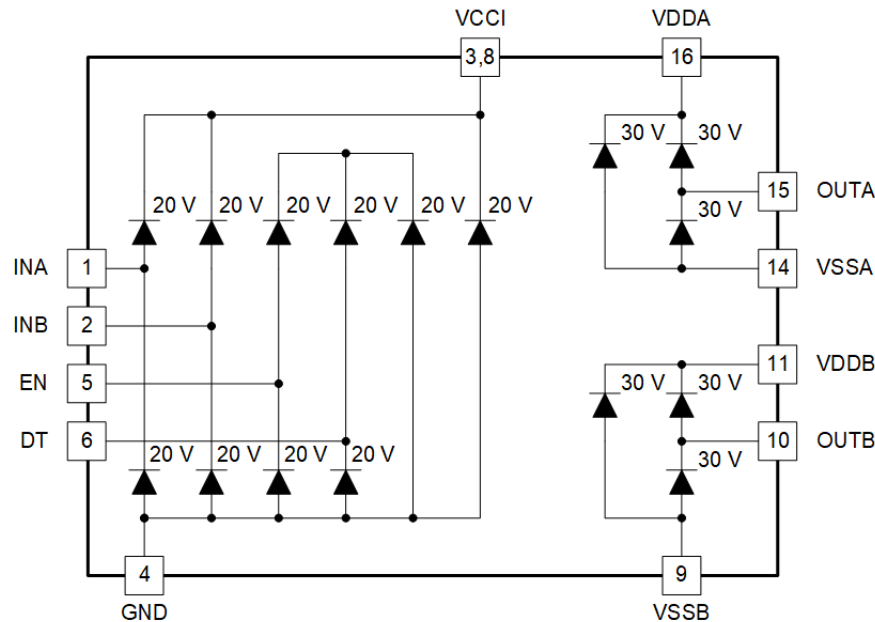 VCCI
VDDA
3,8
16
30 V
30 V
15
OUTA
20 V
20 V
20 V
20 V
20 V
20 V
30 V
INA
1
14
VSSA
INB
2
EN
5
11
VDDB
30 V
30 V
DT
6
10
OUTB
20 V
20 V
20 V
20 V
30 V
4
9
GND
VSSB